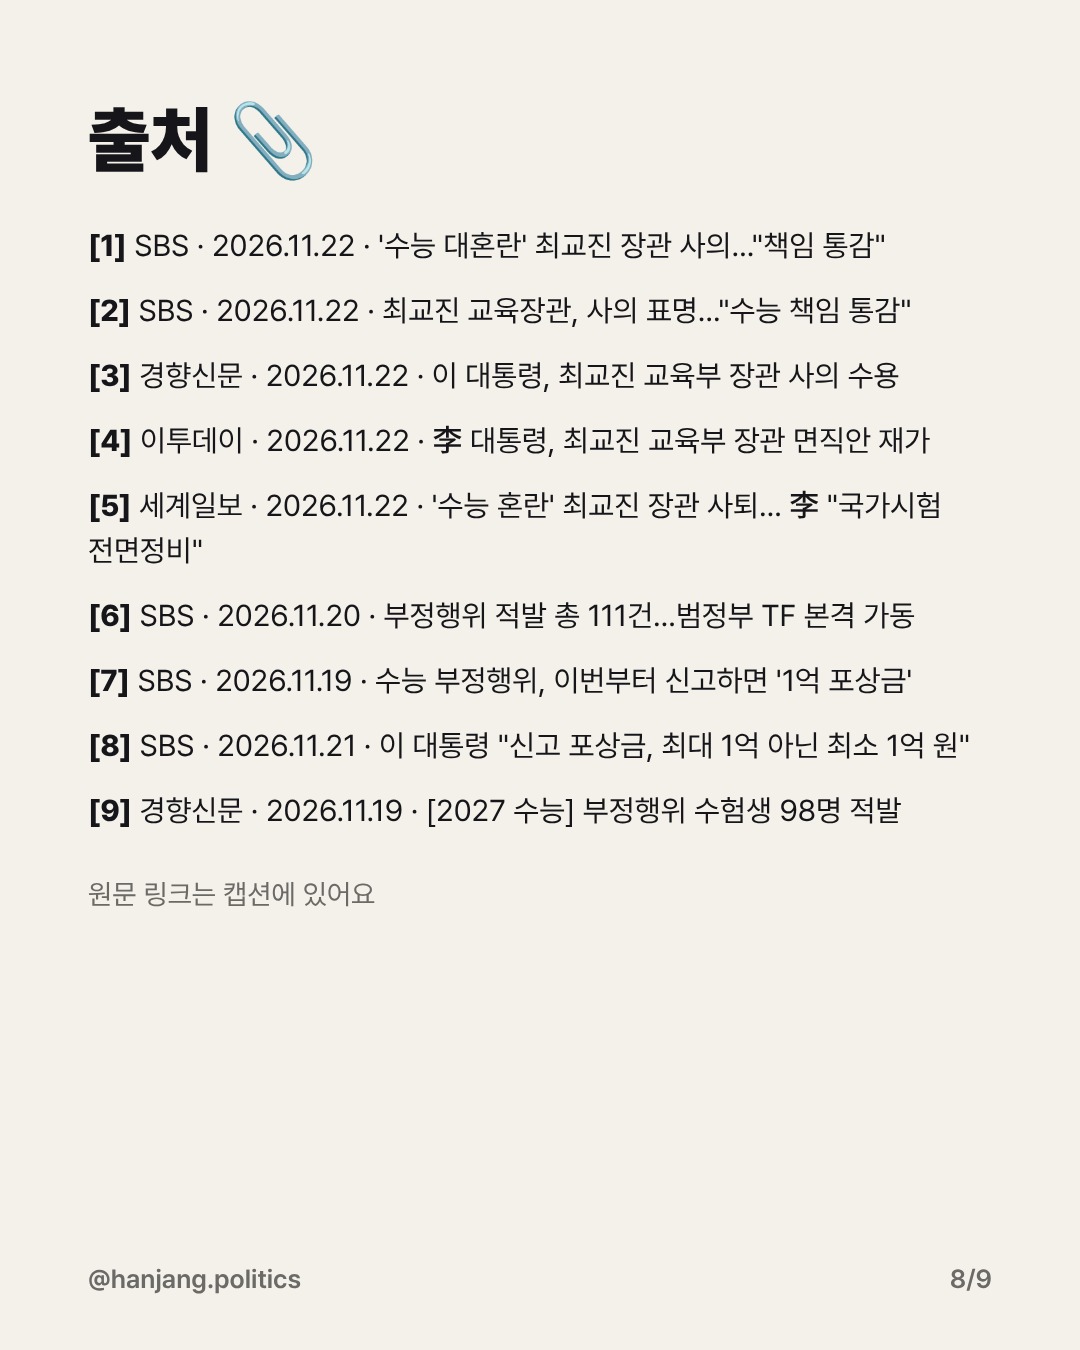 출처 📎
[1] SBS · 2026.11.22 · '수능 대혼란' 최교진 장관 사의..."책임 통감"
[2] SBS · 2026.11.22 · 최교진 교육장관, 사의 표명..."수능 책임 통감"
[3] 경향신문 · 2026.11.22 · 이 대통령, 최교진 교육부 장관 사의 수용
[4] 이투데이 · 2026.11.22 · 李 대통령, 최교진 교육부 장관 면직안 재가
[5] 세계일보 · 2026.11.22 · '수능 혼란' 최교진 장관 사퇴... 李 "국가시험
전면정비"
[6] SBS · 2026.11.20 · 부정행위 적발 총 111건...범정부 TF 본격 가동
[7] SBS · 2026.11.19 · 수능 부정행위, 이번부터 신고하면 '1억 포상금'
[8] SBS · 2026.11.21 · 이 대통령 "신고 포상금, 최대 1억 아닌 최소 1억 원"
[9] 경향신문 · 2026.11.19 · [2027 수능] 부정행위 수험생 98명 적발
원문 링크는 캡션에 있어요
@hanjang.politics
8/9